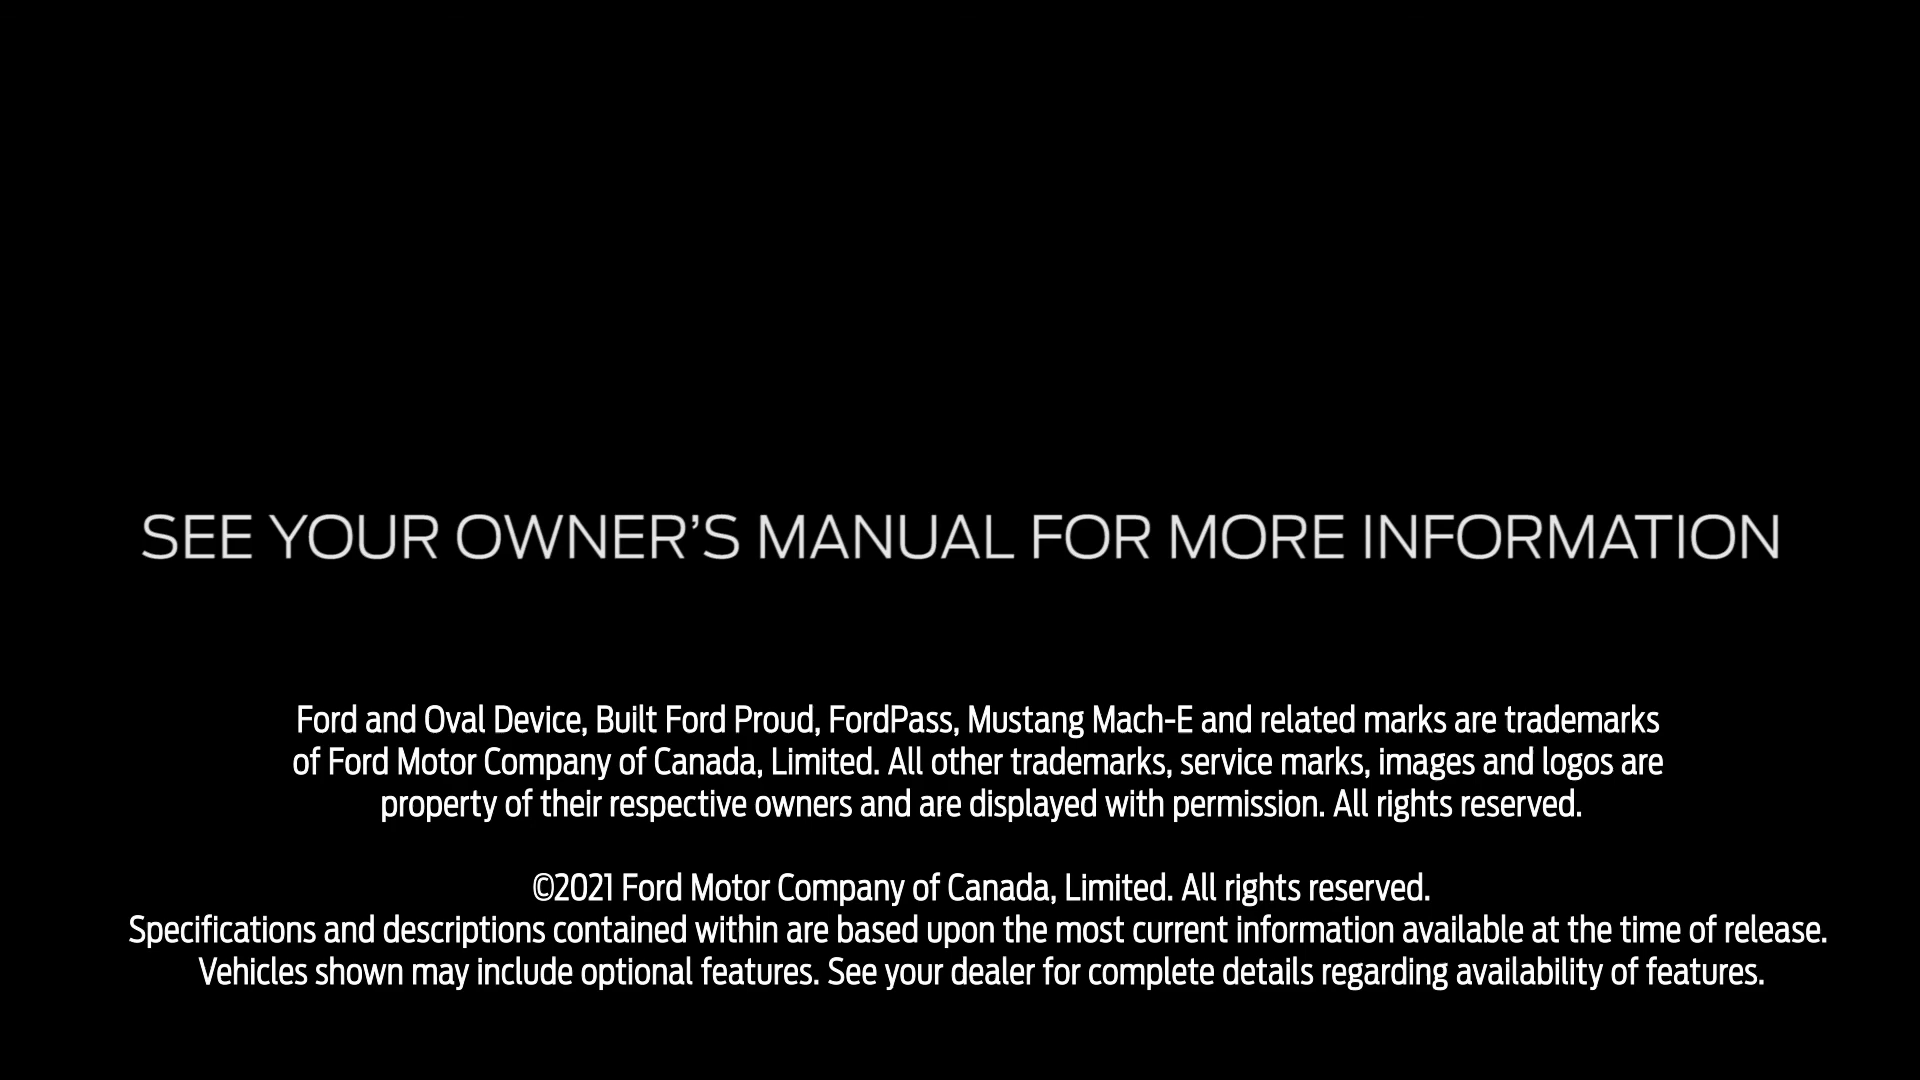 SEE YOUR OWNER’S MANUAL FOR MORE INFORMATION
Ford and Oval Device, Built Ford Proud, FordPass, Mustang Mach-E and related marks are trademarks
of Ford Motor Company of Canada, Limited. All other trademarks, service marks, images and logos are
property of their respective owners and are displayed with permission. All rights reserved.
©2021 Ford Motor Company of Canada, Limited. All rights reserved.
Specifications and descriptions contained within are based upon the most current information available at the time of release.
Vehicles shown may include optional features. See your dealer for complete details regarding availability of features.